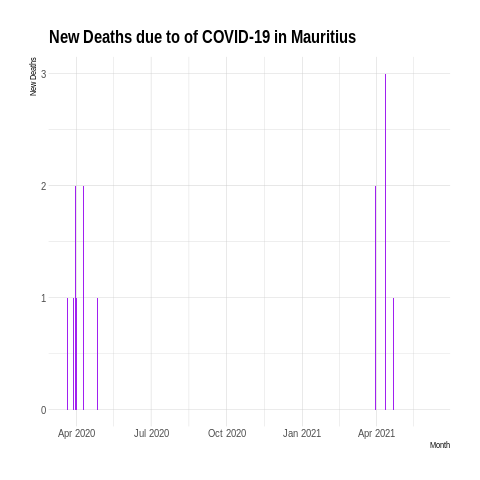 New Deaths due to of COVID-19 in Mauritius
New Deaths
3
2
1
0
Apr 2020 Jul 2020 Oct 2020 Jan 2021 Apr 2021
Month